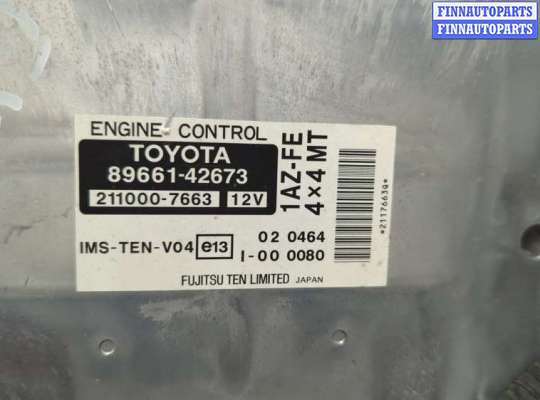 FINNAUTOPARTS
FINNAUTOPARTS
ENGINE CONTROL
TOYOTA
89661-42673
211000-7663 12V
1AZ-FE
4×4 MT
IMS-TEN-V04 e13 02 0464
I-00 0080
FUJITSU TEN LIMITED JAPAN
*2117663Q*